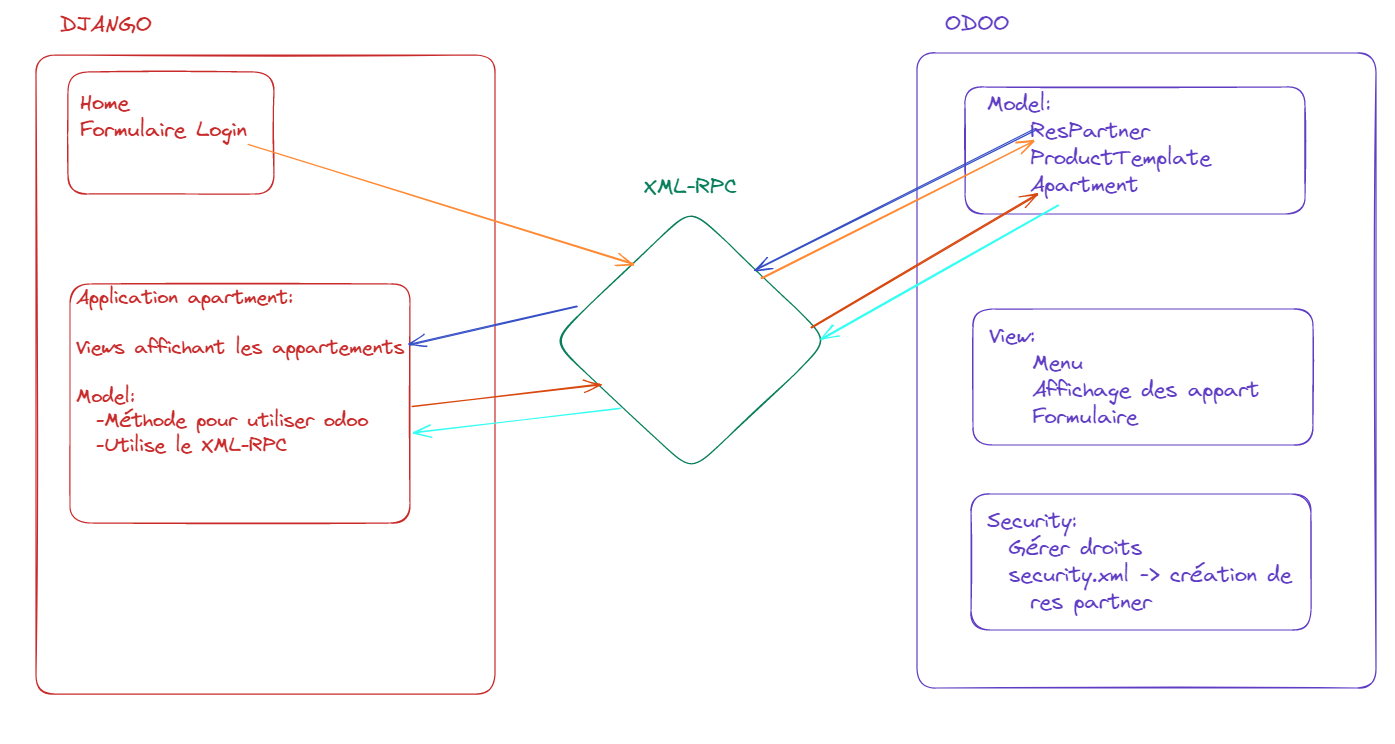 DJANGO
Home
Formulaire Login
Application apartment:
Views affichant les appartements
Model:
-Méthode pour utiliser odoo
-Utilise le XML-RPC
XML-RPC
ODOO
Model:
ResPartner
ProductTemplate
Apartment
View:
Menu
Affichage des appart
Formulaire
Security:
Gérer droits
security.xml -> création de
res partner